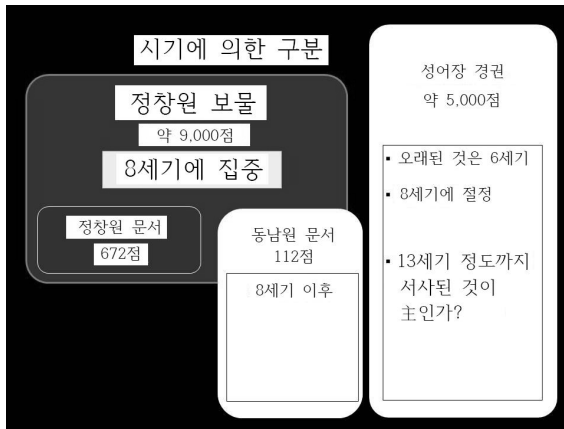 시기에 의한 구분
정창원 보물
약 9,000점
8세기에 집중
정창원 문서
672점
동남원 문서
112점
8세기 이후
성어장 경권
약 5,000점
▪ 오래된 것은 6세기
▪ 8세기에 절정
▪ 13세기 정도까지
서사된 것이
主인가?